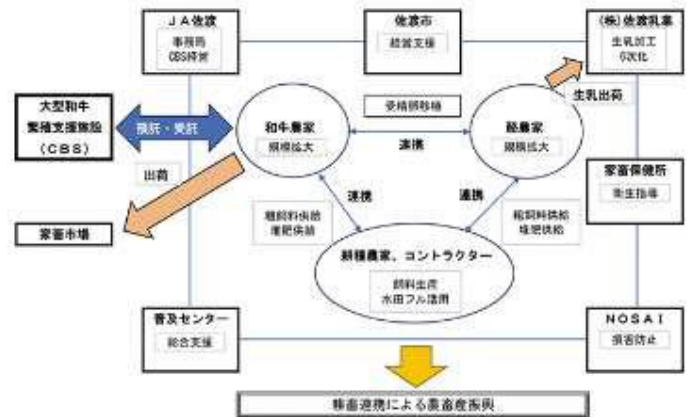 JA佐渡
事務局
CBS経営
佐渡市
経営支援
(株)佐渡乳業
生乳加工
6次化
大型和牛
繁殖支援施設
(CBS)
預託・受託
和牛農家
規模拡大
受精卵移植
連携
酪農家
規模拡大
生乳出荷
出荷
家畜市場
連携
粗飼料供給
堆肥供給
連携
粗飼料供給
堆肥供給
家畜保健所
衛生指導
耕種農家、コントラクター
飼料生産
水田フル活用
普及センター
総合支援
NOSAI
損害防止
耕畜連携による農畜産振興